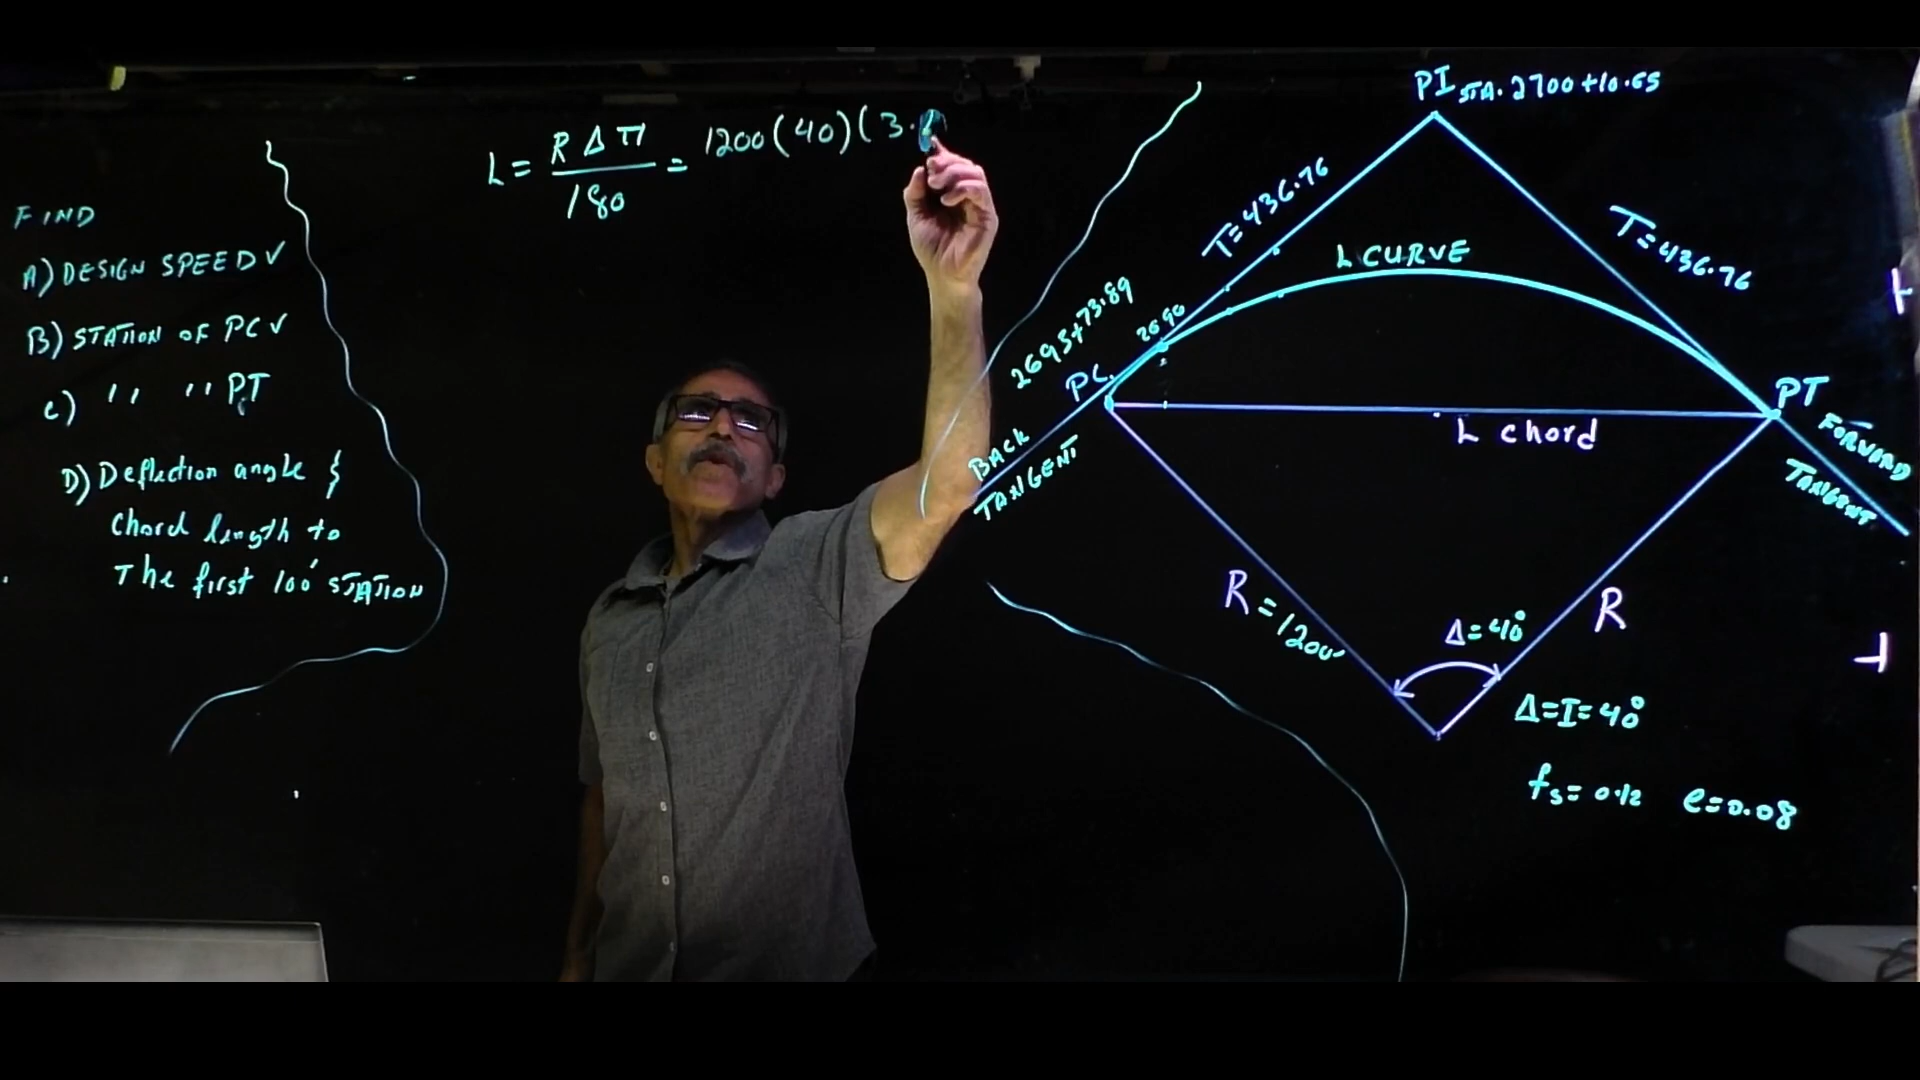 FIND
A) DESIGN SPEED ✓
B) STATION OF PC ✓
C) " " PT
D) Deflection angle &
Chord length to
The first 100' STATION
L = R Δ π / 180 = 1200 (40) (3.
PI STA. 2700+10.65
T=436.76
T=436.76
L CURVE
2695+73.89
2696
PC
PT
BACK
TANGENT
FORWARD
TANGENT
L chord
R=1200'
R
Δ=40°
Δ=I=40°
fs=0.12 e=0.08